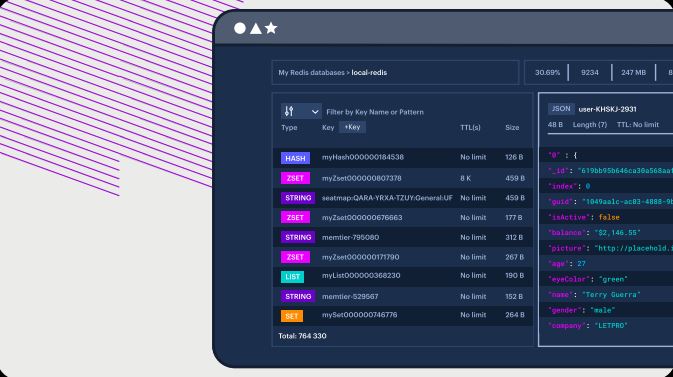 My Redis databases > local-redis
30.69% 9234 247 MB 8
Filter by Key Name or Pattern
Type Key +Key TTL(s) Size
HASH myHash000000184538 No limit 126 B
ZSET myZset000000807378 8 K 459 B
STRING seatmap:QARA-YRXA-TZUY:General:UF No limit 459 B
ZSET myZset000000676663 No limit 177 B
STRING memtier-795080 No limit 312 B
ZSET myZset000000171790 No limit 267 B
LIST myList000000368230 No limit 190 B
STRING memtier-529567 No limit 152 B
SET mySet000000746776 No limit 264 B
Total: 764 330
JSON user-KHSKJ-2931
48 B Length (7) TTL: No limit
"0" : {
"_id": "619bb95b646ca30a568aaf
"index": 0
"guid": "1049aa1c-ac03-4888-9b
"isActive": false
"balance": "$2,146.55"
"picture": "http://placehold.i
"age": 27
"eyeColor": "green"
"name": "Terry Guerra"
"gender": "male"
"company": "LETPRO"